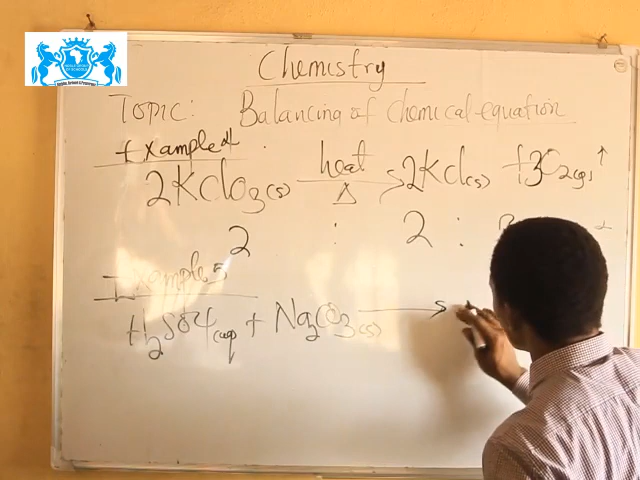 Chemistry
Topic: Balancing of chemical equation
Example 4
2KClO3(s) heat Δ → 2KCl(s) + 3O2(g) ↑
2 : 2 :
Example 5
H2SO4(aq) + Na2CO3(s) →